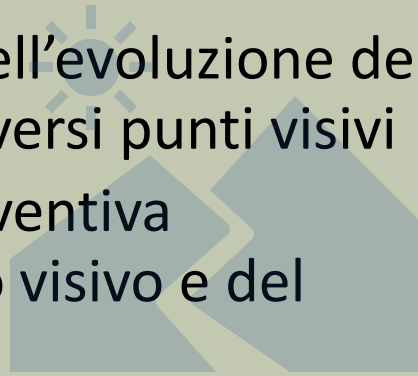 ell’evoluzione de
versi punti visivi
ventiva
o visivo e del